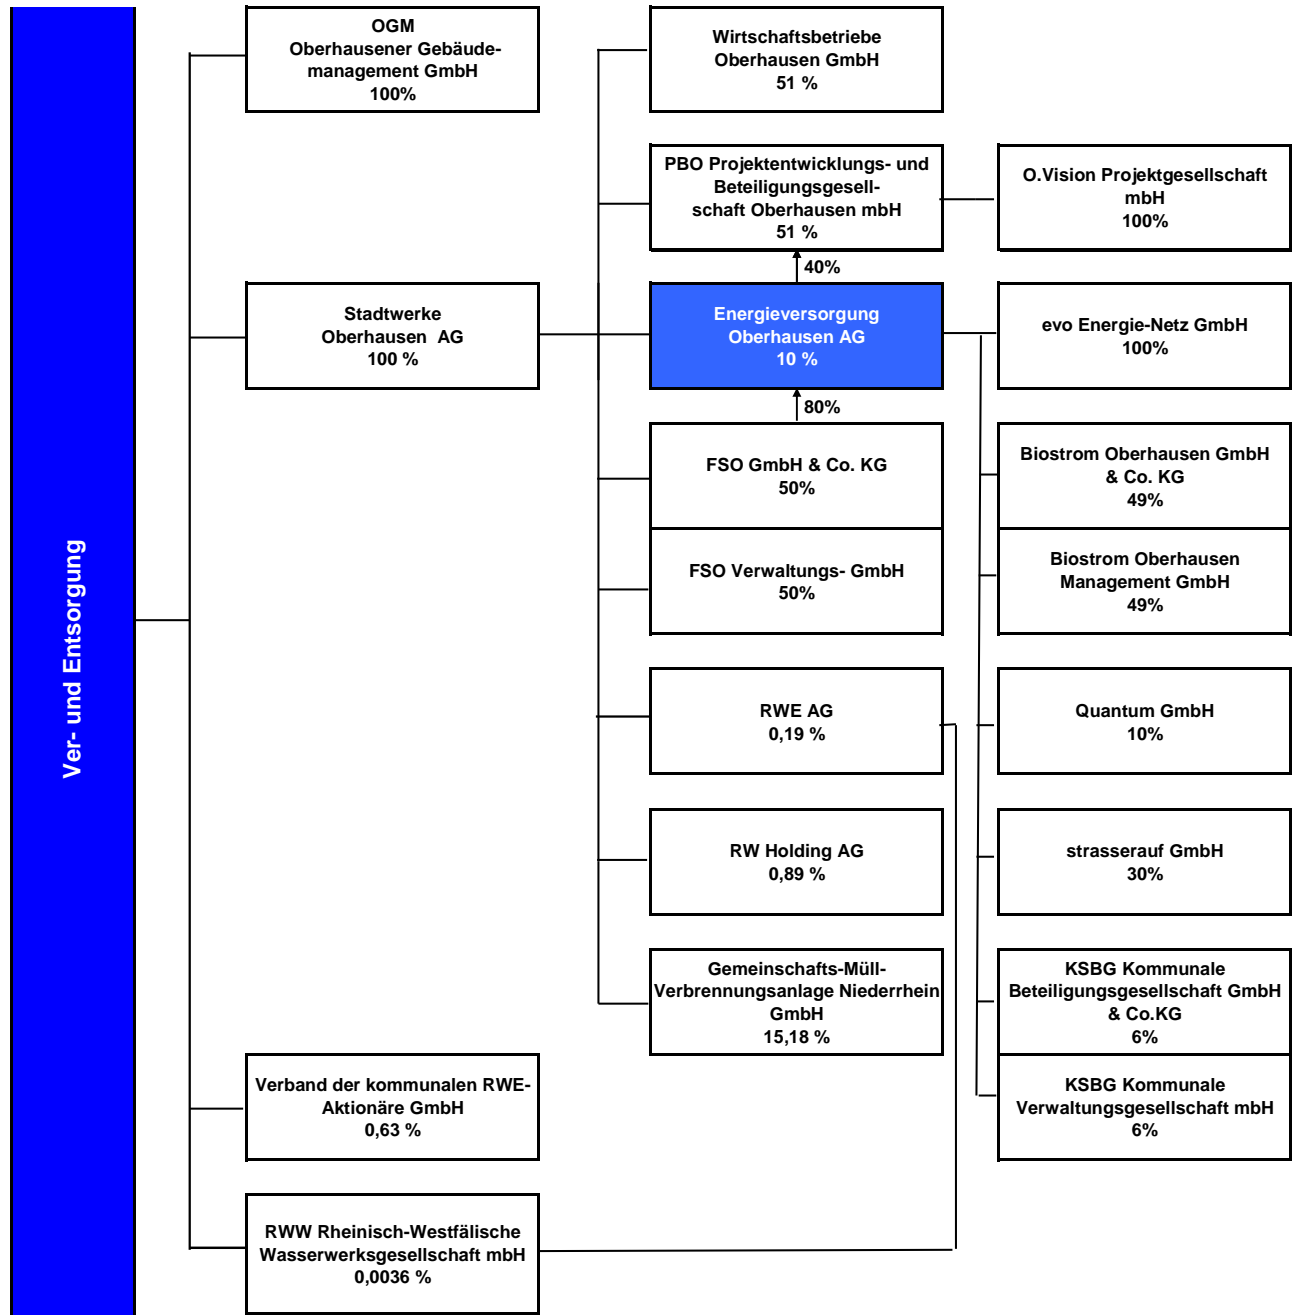 Ver- und Entsorgung
OGM
Oberhausener Gebäude-
management GmbH
100%
Stadtwerke
Oberhausen AG
100 %
Verband der kommunalen RWE-
Aktionäre GmbH
0,63 %
RWW Rheinisch-Westfälische
Wasserwerksgesellschaft mbH
0,0036 %
Wirtschaftsbetriebe
Oberhausen GmbH
51 %
PBO Projektentwicklungs- und
Beteiligungsgesell-
schaft Oberhausen mbH
51 %
40%
Energieversorgung
Oberhausen AG
10 %
80%
FSO GmbH & Co. KG
50%
FSO Verwaltungs- GmbH
50%
RWE AG
0,19 %
RW Holding AG
0,89 %
Gemeinschafts-Müll-
Verbrennungsanlage Niederrhein
GmbH
15,18 %
O.Vision Projektgesellschaft
mbH
100%
evo Energie-Netz GmbH
100%
Biostrom Oberhausen GmbH
& Co. KG
49%
Biostrom Oberhausen
Management GmbH
49%
Quantum GmbH
10%
strasserauf GmbH
30%
KSBG Kommunale
Beteiligungsgesellschaft GmbH
& Co.KG
6%
KSBG Kommunale
Verwaltungsgesellschaft mbH
6%